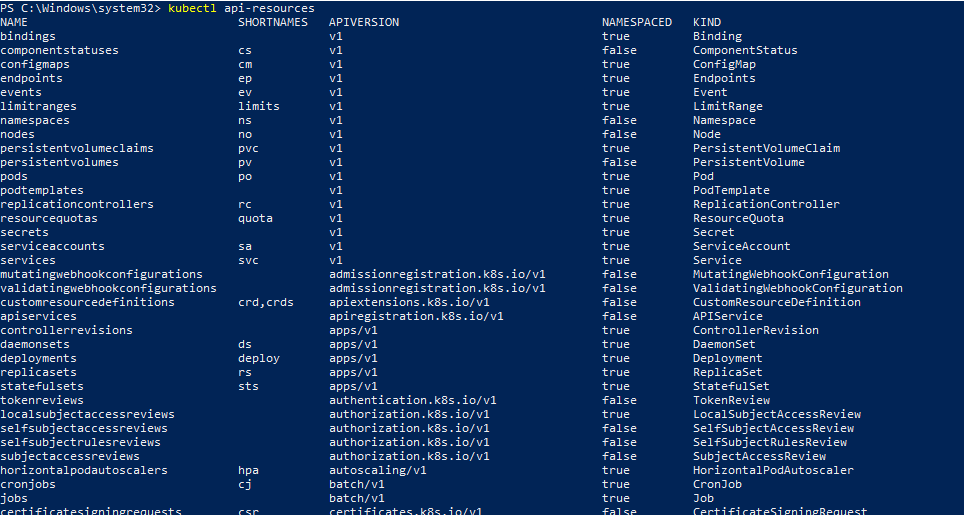 PS C:\Windows\system32> kubectl api-resources
NAME SHORTNAMES APIVERSION NAMESPACED KIND
bindings v1 true Binding
componentstatuses cs v1 false ComponentStatus
configmaps cm v1 true ConfigMap
endpoints ep v1 true Endpoints
events ev v1 true Event
limitranges limits v1 true LimitRange
namespaces ns v1 false Namespace
nodes no v1 false Node
persistentvolumeclaims pvc v1 true PersistentVolumeClaim
persistentvolumes pv v1 false PersistentVolume
pods po v1 true Pod
podtemplates v1 true PodTemplate
replicationcontrollers rc v1 true ReplicationController
resourcequotas quota v1 true ResourceQuota
secrets v1 true Secret
serviceaccounts sa v1 true ServiceAccount
services svc v1 true Service
mutatingwebhookconfigurations admissionregistration.k8s.io/v1 false MutatingWebhookConfiguration
validatingwebhookconfigurations admissionregistration.k8s.io/v1 false ValidatingWebhookConfiguration
customresourcedefinitions crd,crds apiextensions.k8s.io/v1 false CustomResourceDefinition
apiservices apiregistration.k8s.io/v1 false APIService
controllerrevisions apps/v1 true ControllerRevision
daemonsets ds apps/v1 true DaemonSet
deployments deploy apps/v1 true Deployment
replicasets rs apps/v1 true ReplicaSet
statefulsets sts apps/v1 true StatefulSet
tokenreviews authentication.k8s.io/v1 false TokenReview
localsubjectaccessreviews authorization.k8s.io/v1 true LocalSubjectAccessReview
selfsubjectaccessreviews authorization.k8s.io/v1 false SelfSubjectAccessReview
selfsubjectrulesreviews authorization.k8s.io/v1 false SelfSubjectRulesReview
subjectaccessreviews authorization.k8s.io/v1 false SubjectAccessReview
horizontalpodautoscalers hpa autoscaling/v1 true HorizontalPodAutoscaler
cronjobs cj batch/v1 true CronJob
jobs batch/v1 true Job
certificatesigningrequests csr certificates.k8s.io/v1 false CertificateSigningRequest